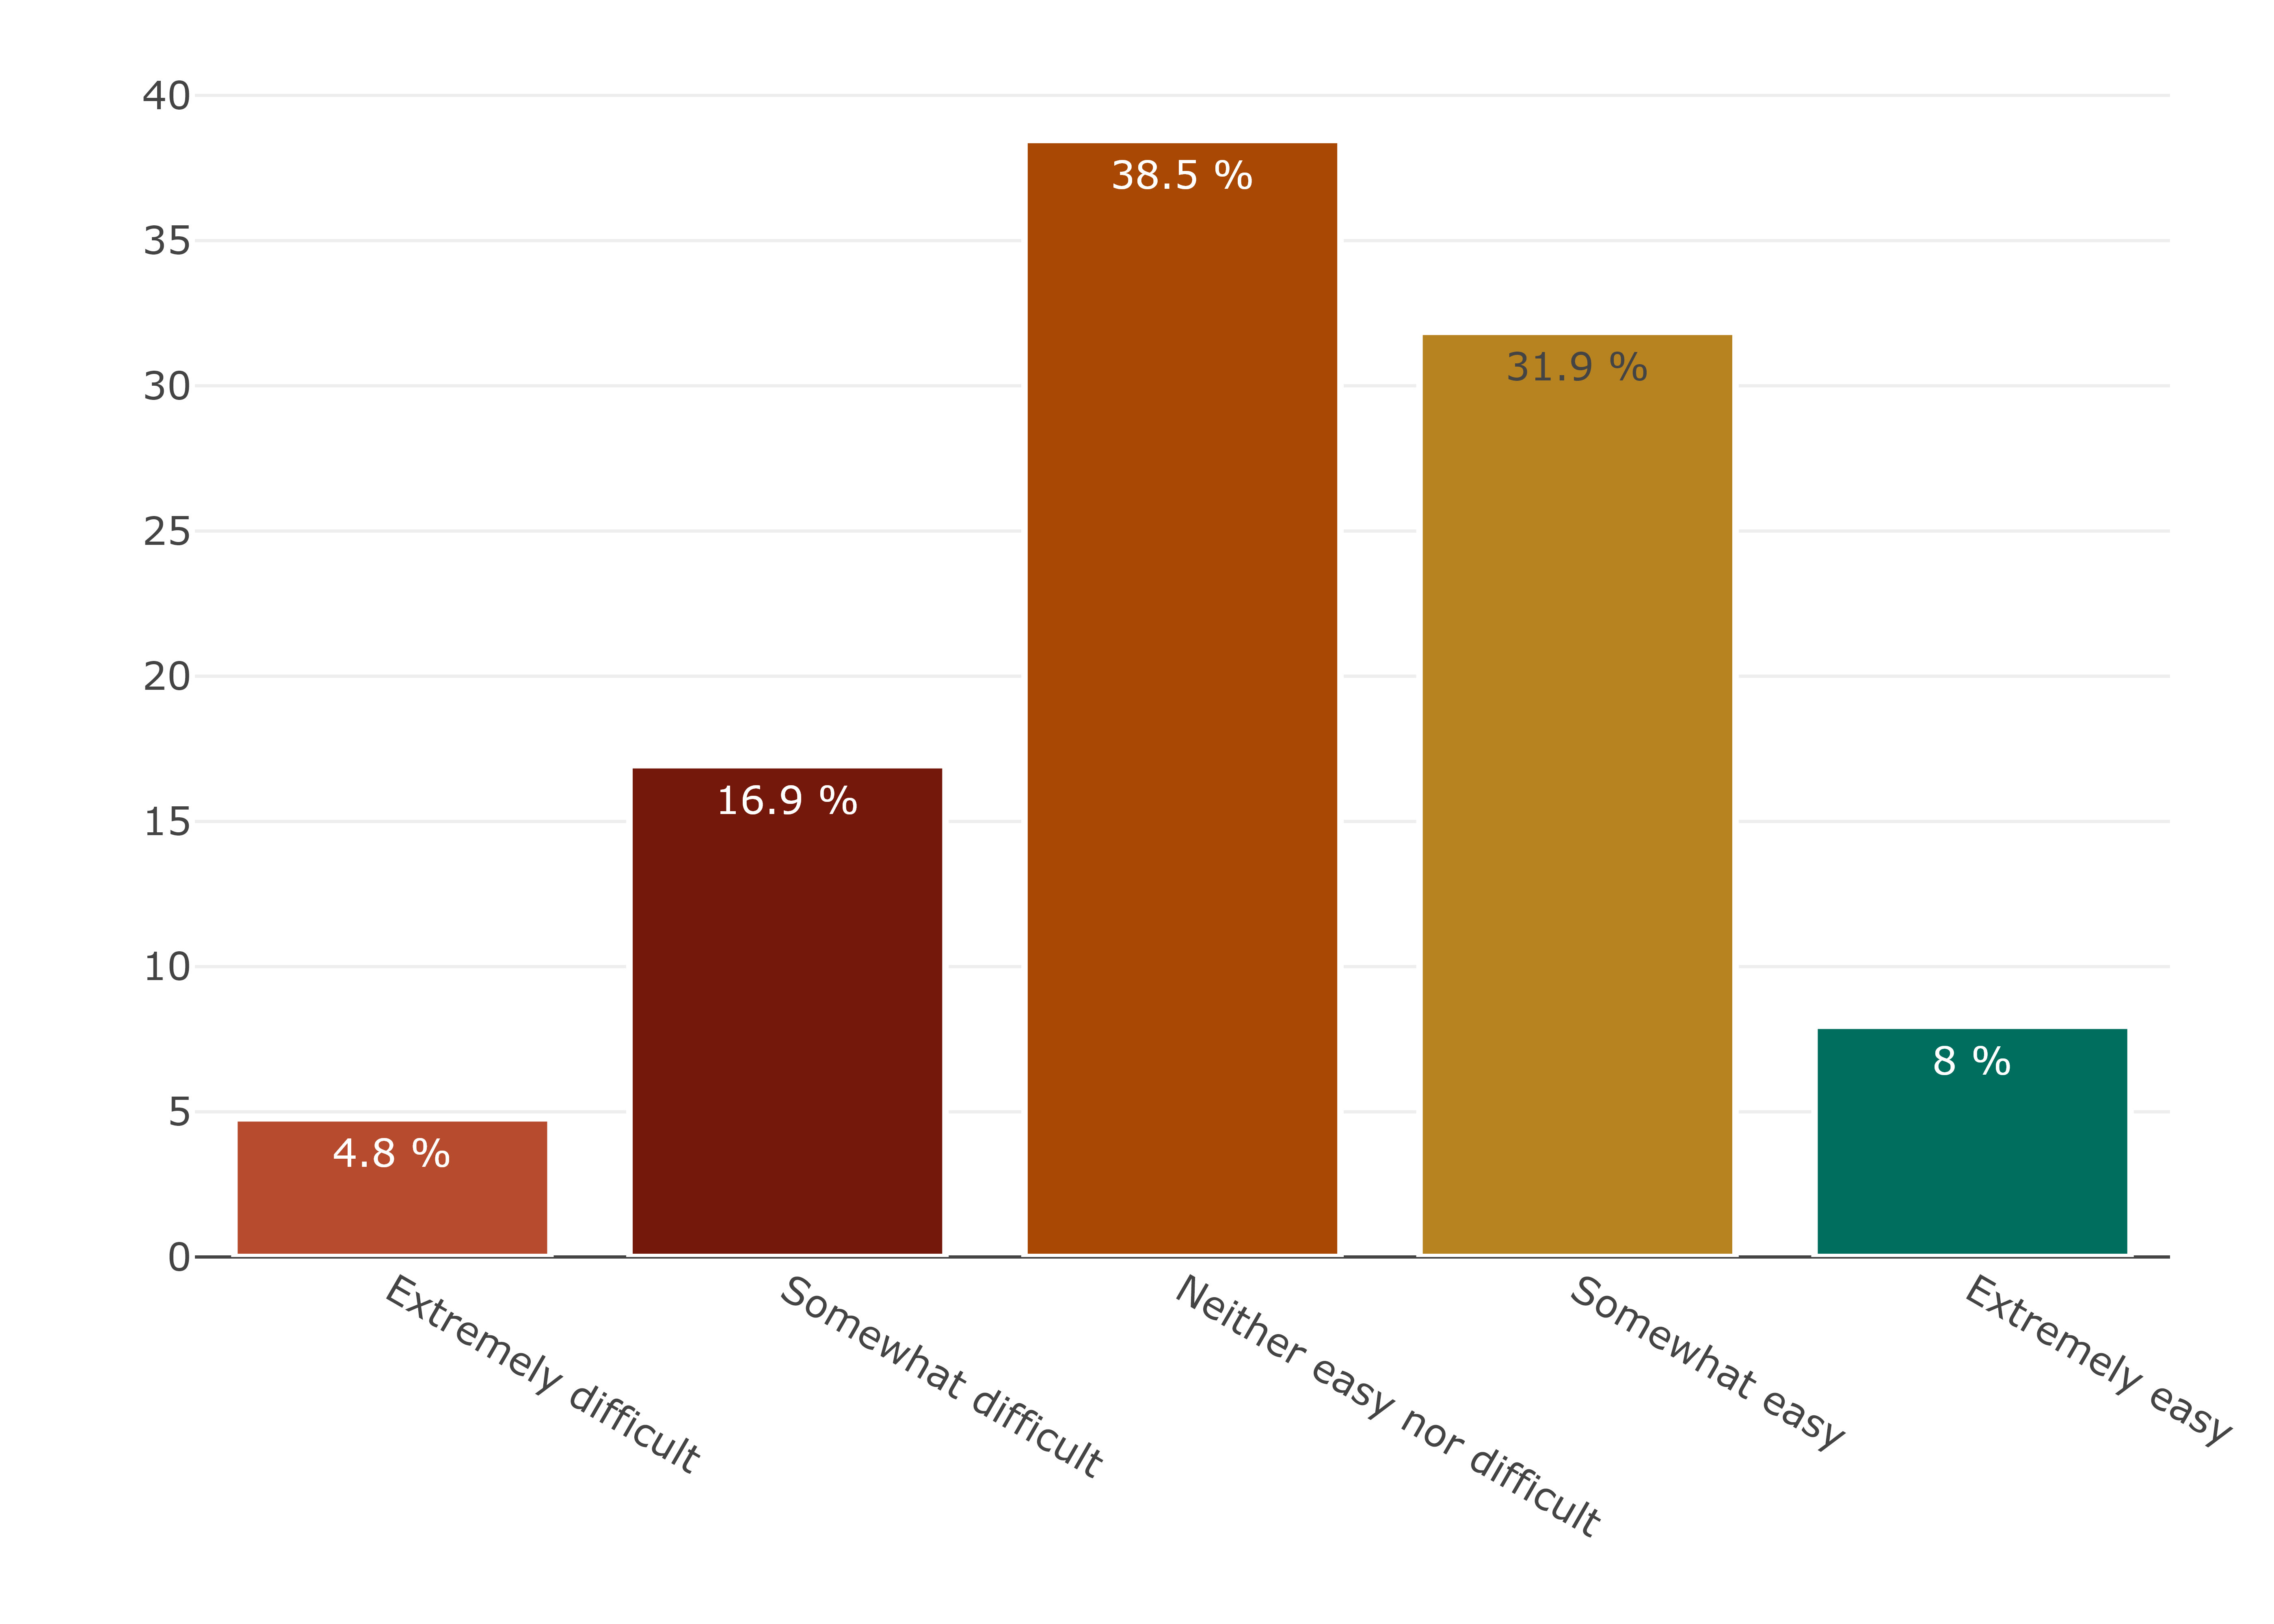 40
35
30
25
20
15
10
5
0
4.8 %
16.9 %
38.5 %
31.9 %
8 %
Extremely difficult
Somewhat difficult
Neither easy nor difficult
Somewhat easy
Extremely easy